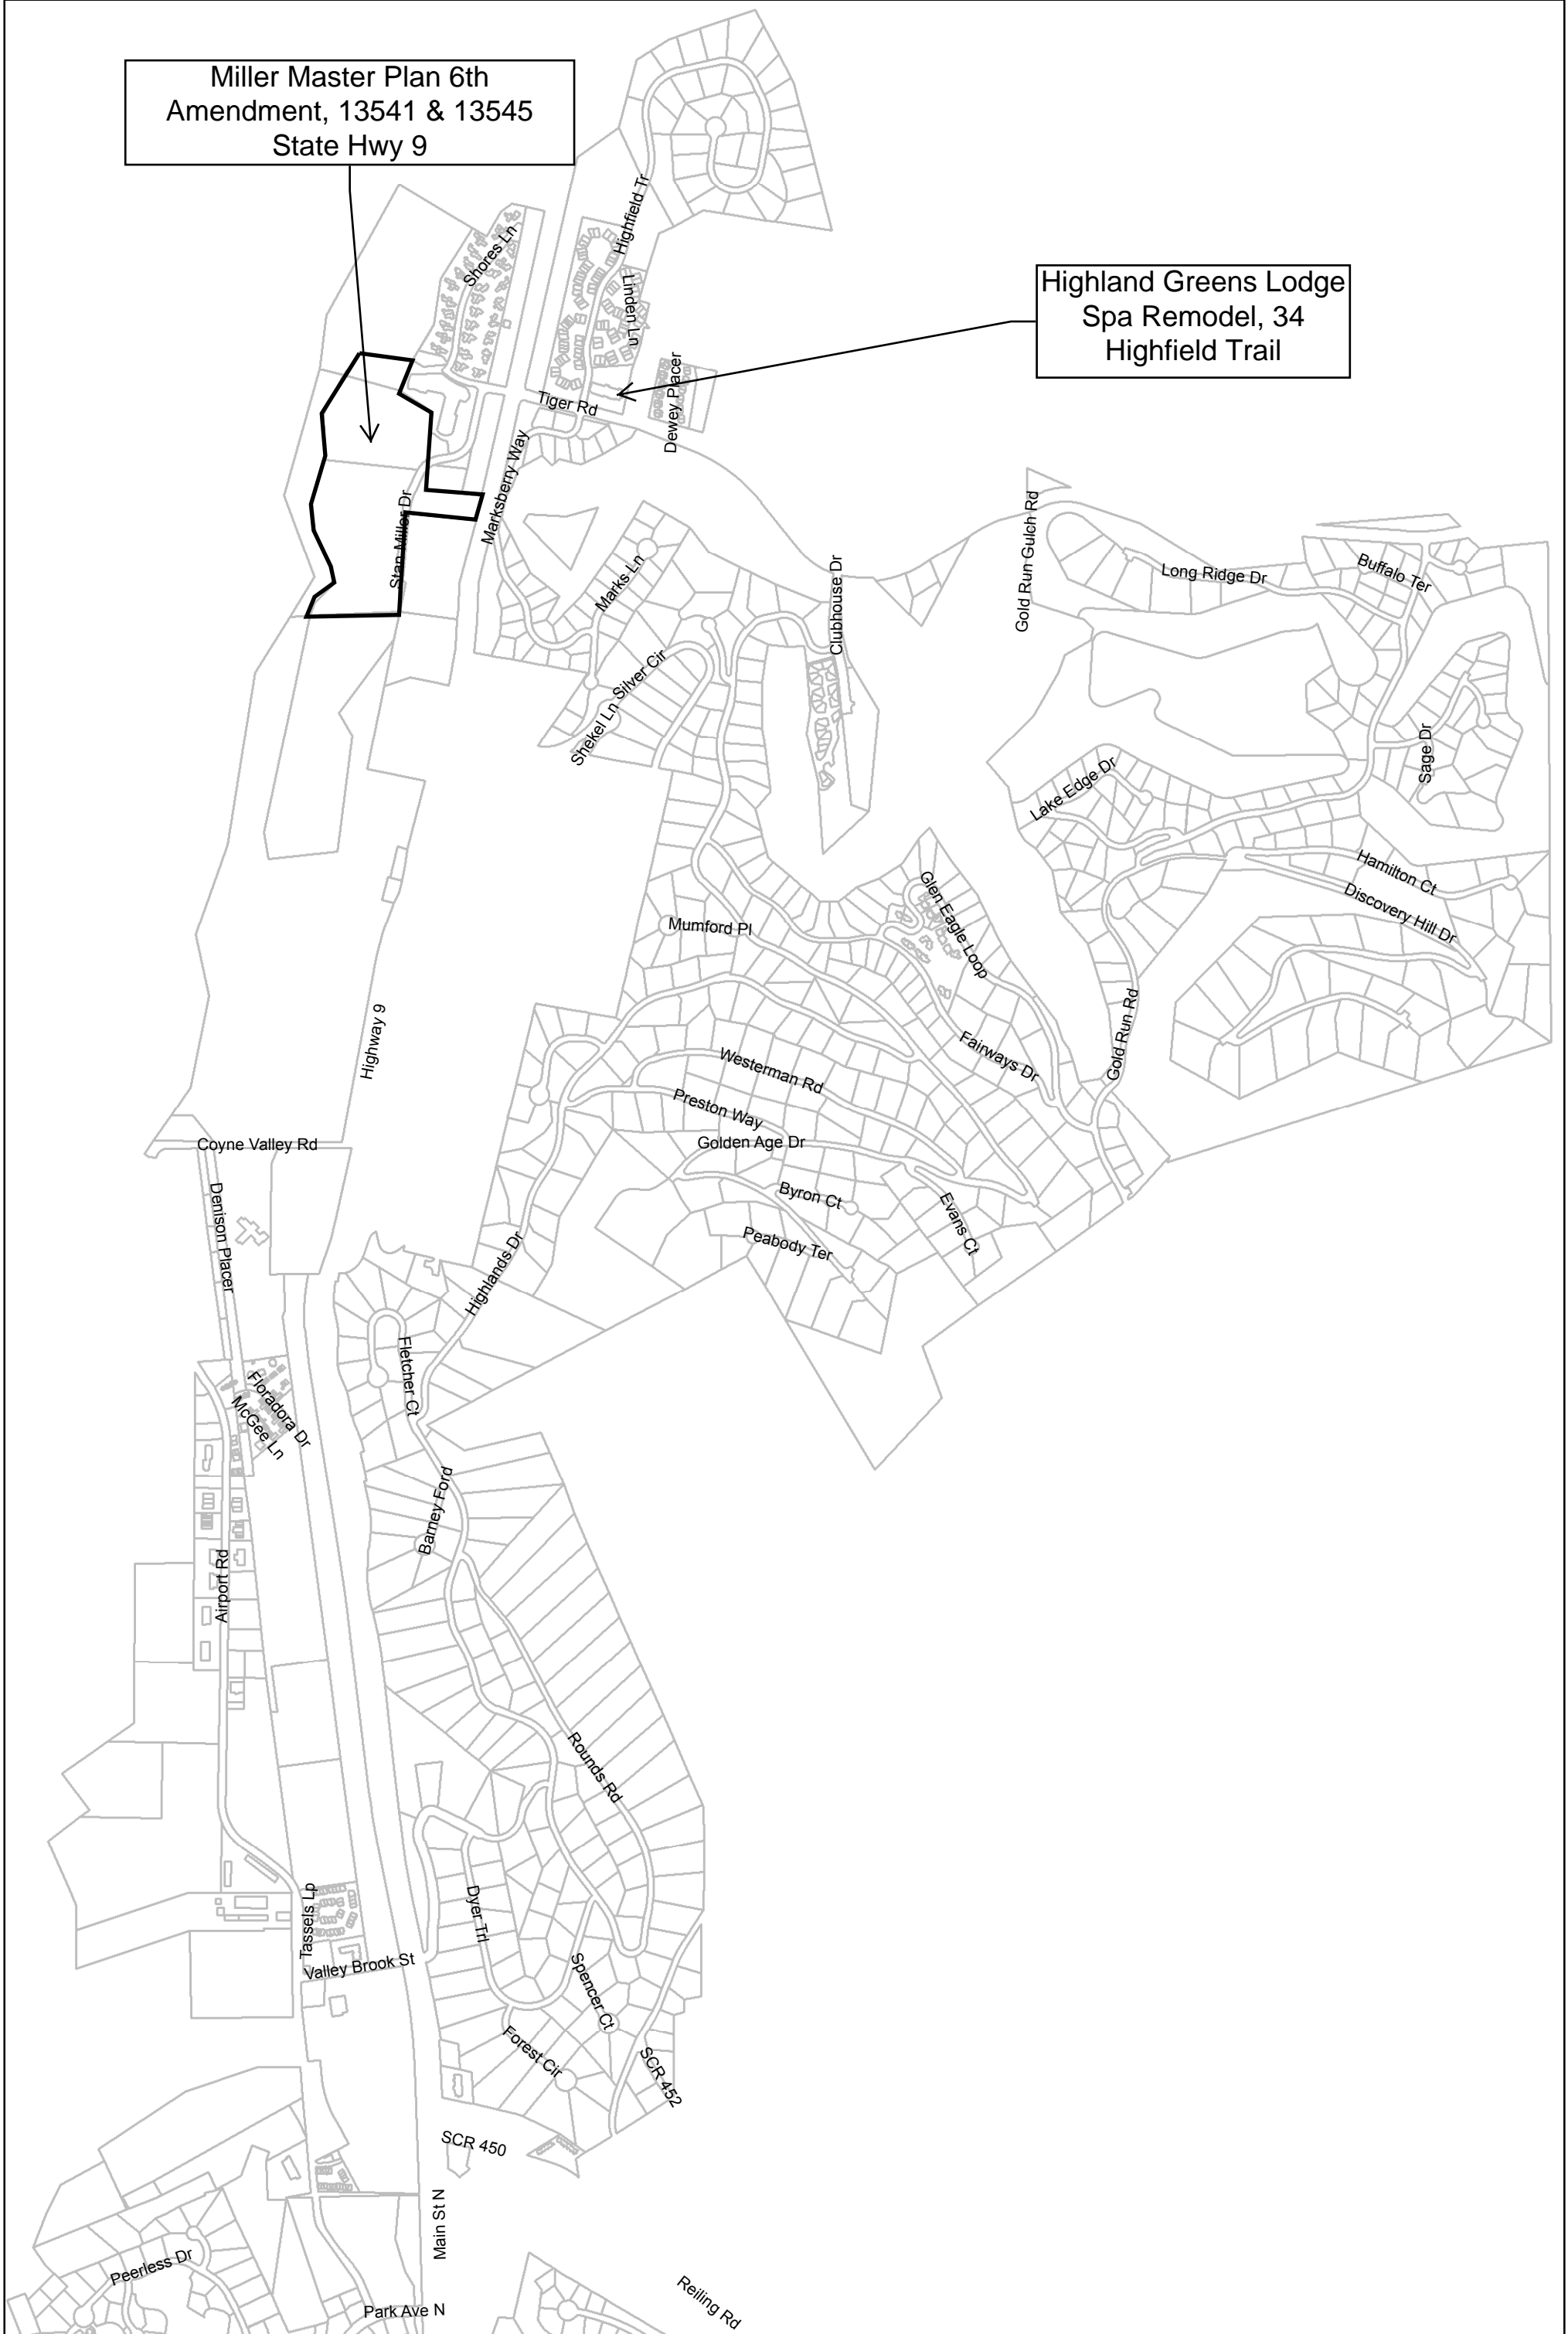 Miller Master Plan 6th
Amendment, 13541 & 13545
State Hwy 9
Highland Greens Lodge
Spa Remodel, 34
Highfield Trail
Highfield Tr
Shores Ln
Linden Ln
Dewey Placer
Tiger Rd
Marksberry Way
Stan Miller Dr
Marks Ln
Clubhouse Dr
Gold Run Gulch Rd
Long Ridge Dr
Buffalo Ter
Silver Cir
Shekel Ln
Sage Dr
Lake Edge Dr
Hamilton Ct
Discovery Hill Dr
Glen Eagle Loop
Mumford Pl
Gold Run Rd
Fairways Dr
Highway 9
Westerman Rd
Preston Way
Golden Age Dr
Coyne Valley Rd
Byron Ct
Evans Ct
Peabody Ter
Denison Placer
Highlands Dr
Fletcher Ct
Floradora Dr
McGee Ln
Barney Ford
Airport Rd
Rounds Rd
Tassels Lp
Dyer Trl
Valley Brook St
Spencer Ct
Forest Cir
SCR 452
SCR 450
Main St N
Peerless Dr
Park Ave N
Reiling Rd